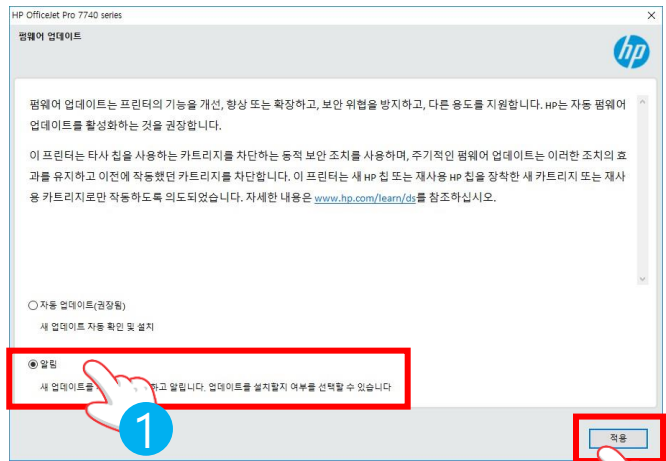 HP OfficeJet Pro 7740 series
펌웨어 업데이트
hp
펌웨어 업데이트는 프린터의 기능을 개선, 향상 또는 확장하고, 보안 위협을 방지하고, 다른 용도를 지원합니다. HP는 자동 펌웨어
업데이트를 활성화하는 것을 권장합니다.
이 프린터는 타사 칩을 사용하는 카트리지를 차단하는 동적 보안 조치를 사용하며, 주기적인 펌웨어 업데이트는 이러한 조치의 효
과를 유지하고 이전에 작동했던 카트리지를 차단합니다. 이 프린터는 새 HP 칩 또는 재사용 HP 칩을 장착한 새 카트리지 또는 재사
용 카트리지로만 작동하도록 의도되었습니다. 자세한 내용은 www.hp.com/learn/ds를 참조하십시오.
자동 업데이트(권장됨)
새 업데이트 자동 확인 및 설치
알림
새 업데이트를 하고 알립니다. 업데이트를 설치할지 여부를 선택할 수 있습니다
1
적용